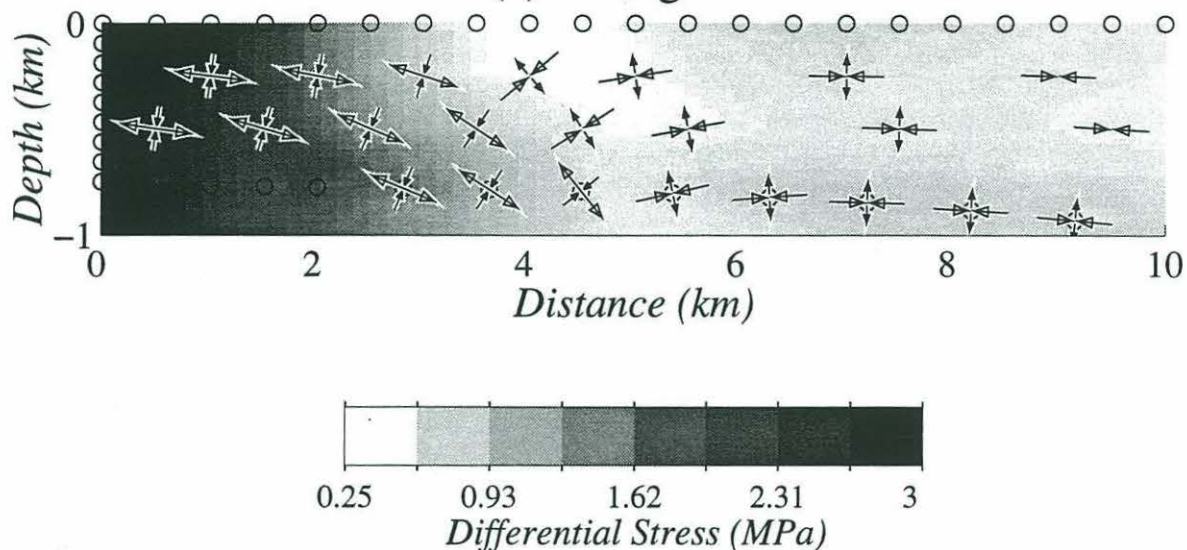 0
Depth (km)
-1
0 2 4 6 8 10
Distance (km)
0.25 0.93 1.62 2.31 3
Differential Stress (MPa)